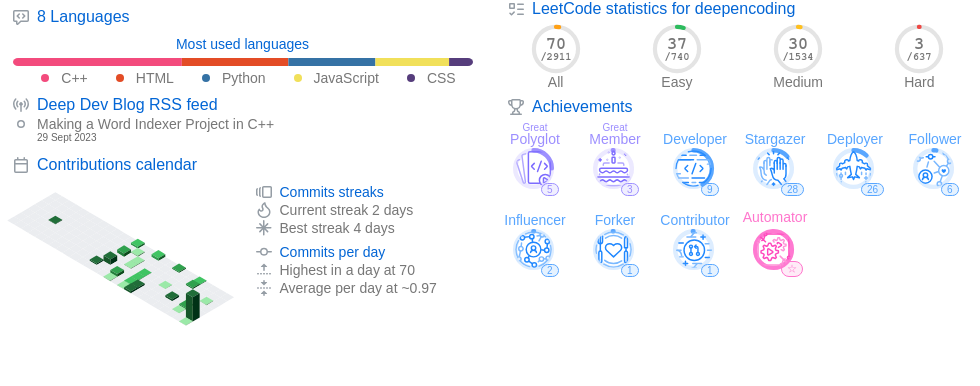 8 Languages
Most used languages
C++ HTML Python JavaScript CSS
Deep Dev Blog RSS feed
Making a Word Indexer Project in C++
29 Sept 2023
Contributions calendar
Commits streaks
Current streak 2 days
Best streak 4 days
Commits per day
Highest in a day at 70
Average per day at ~0.97
LeetCode statistics for deepencoding
70 37 30 3
/2911 /740 /1534 /637
All Easy Medium Hard
Achievements
Great Great
Polyglot Member Developer Stargazer Deployer Follower
5 3 9 28 26 6
Influencer Forker Contributor Automator
2 1 1